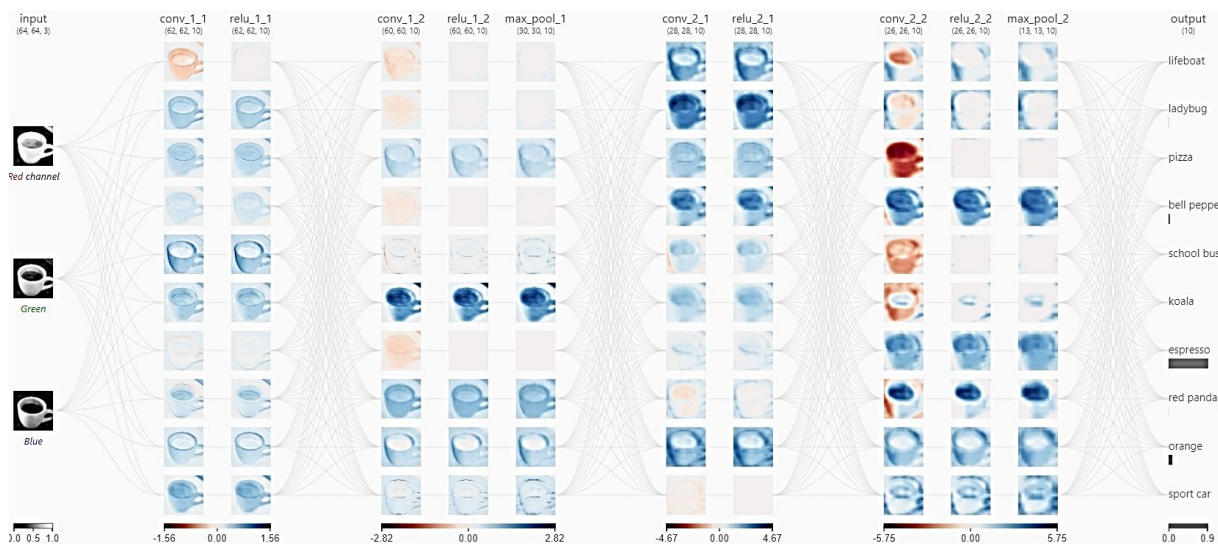 input
(64, 64, 3)
conv_1_1
(62, 62, 10)
relu_1_1
(62, 62, 10)
conv_1_2
(60, 60, 10)
relu_1_2
(60, 60, 10)
max_pool_1
(30, 30, 10)
conv_2_1
(28, 28, 10)
relu_2_1
(28, 28, 10)
conv_2_2
(26, 26, 10)
relu_2_2
(26, 26, 10)
max_pool_2
(13, 13, 10)
output
(10)
Red channel
Green
Blue
lifeboat
ladybug
pizza
bell peppe
school bus
koala
espresso
red panda
orange
sport car
0.0 0.5 1.0
-1.56 0.00 1.56
-2.82 0.00 2.82
-4.67 0.00 4.67
-5.75 0.00 5.75
0.0 0.9